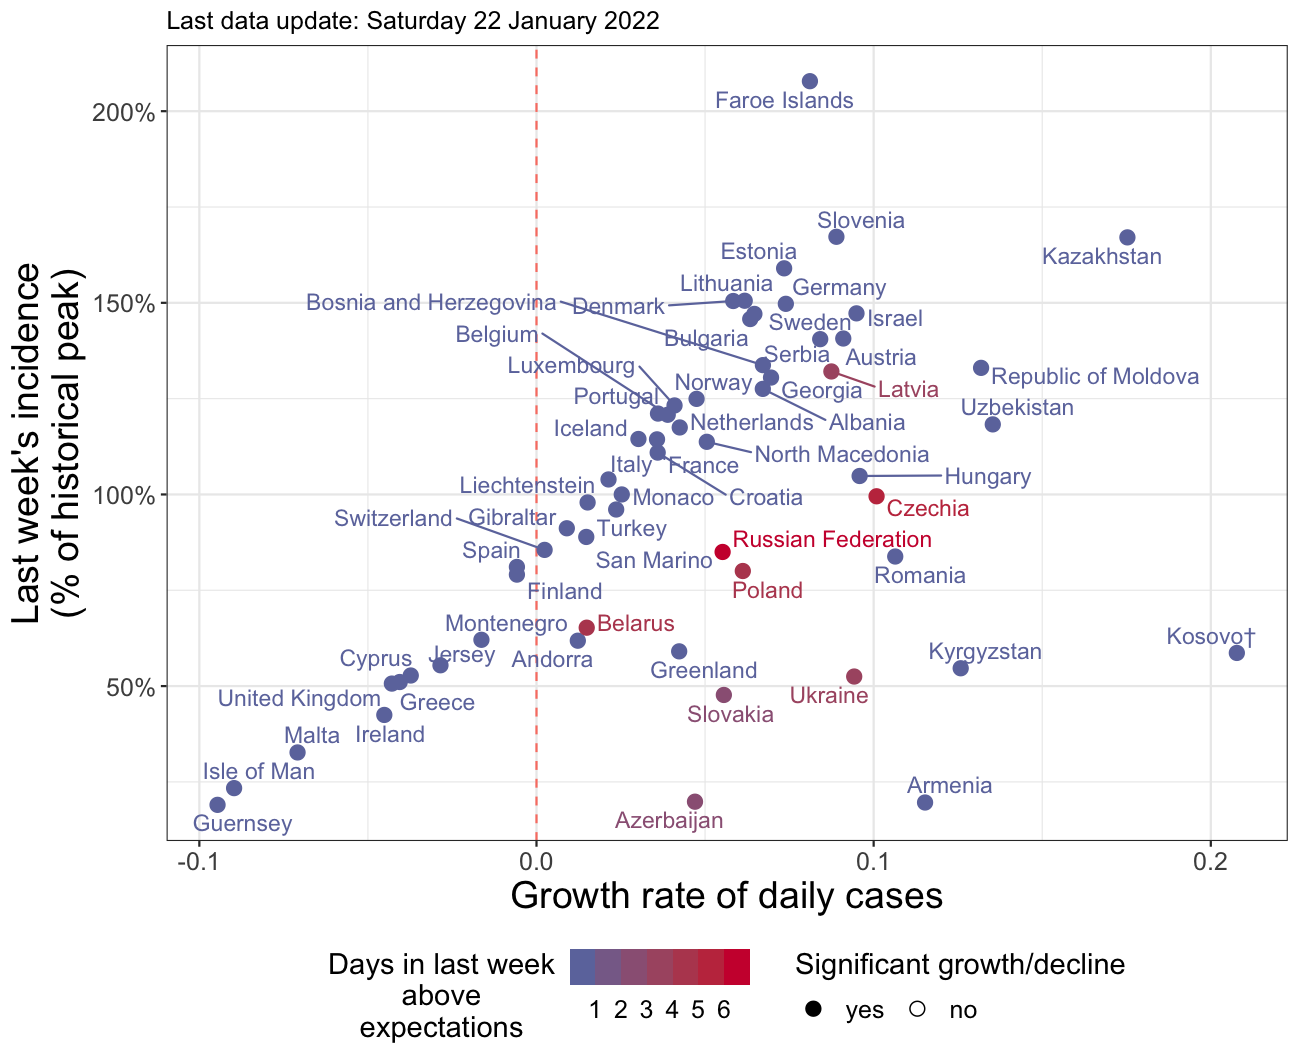 Last data update: Saturday 22 January 2022
Last week's incidence
(% of historical peak)
200%
150%
100%
50%
Faroe Islands
Slovenia
Kazakhstan
Estonia
Lithuania
Germany
Bosnia and Herzegovina
Denmark
Sweden
Israel
Belgium
Bulgaria
Serbia
Austria
Luxembourg
Norway
Georgia
Latvia
Republic of Moldova
Portugal
Uzbekistan
Iceland
Netherlands
Albania
Italy
France
North Macedonia
Liechtenstein
Monaco
Croatia
Hungary
Switzerland
Gibraltar
Turkey
Czechia
Spain
San Marino
Russian Federation
Romania
Finland
Poland
Montenegro
Belarus
Kosovo†
Cyprus
Jersey
Andorra
Greenland
Kyrgyzstan
United Kingdom
Greece
Slovakia
Ukraine
Malta
Ireland
Isle of Man
Armenia
Guernsey
Azerbaijan
-0.1
0.0
0.1
0.2
Growth rate of daily cases
Days in last week
above
expectations
1 2 3 4 5 6
Significant growth/decline
yes
no